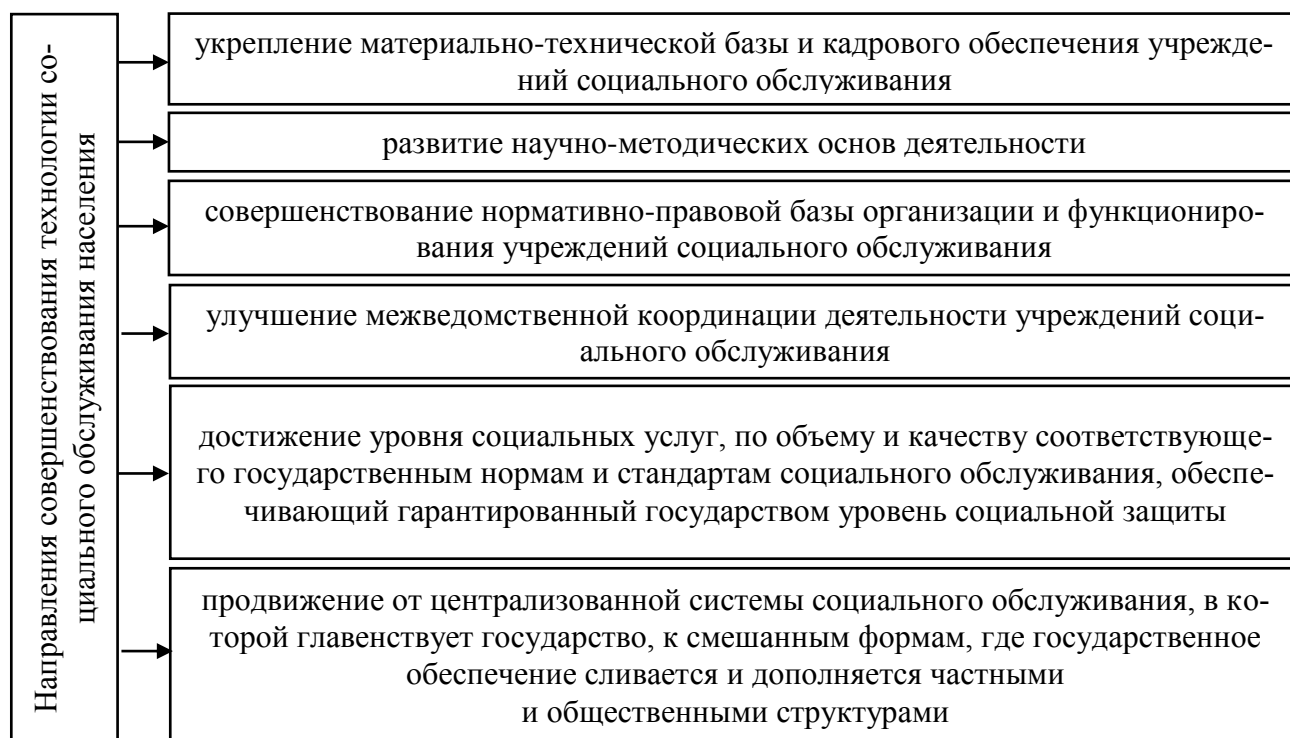 Направления совершенствования технологии со-
циального обслуживания населения
укрепление материально-технической базы и кадрового обеспечения учрежде-
ний социального обслуживания
развитие научно-методических основ деятельности
совершенствование нормативно-правовой базы организации и функциониро-
вания учреждений социального обслуживания
улучшение межведомственной координации деятельности учреждений соци-
ального обслуживания
достижение уровня социальных услуг, по объему и качеству соответствующе-
го государственным нормам и стандартам социального обслуживания, обеспе-
чивающий гарантированный государством уровень социальной защиты
продвижение от централизованной системы социального обслуживания, в ко-
торой главенствует государство, к смешанным формам, где государственное
обеспечение сливается и дополняется частными
и общественными структурами